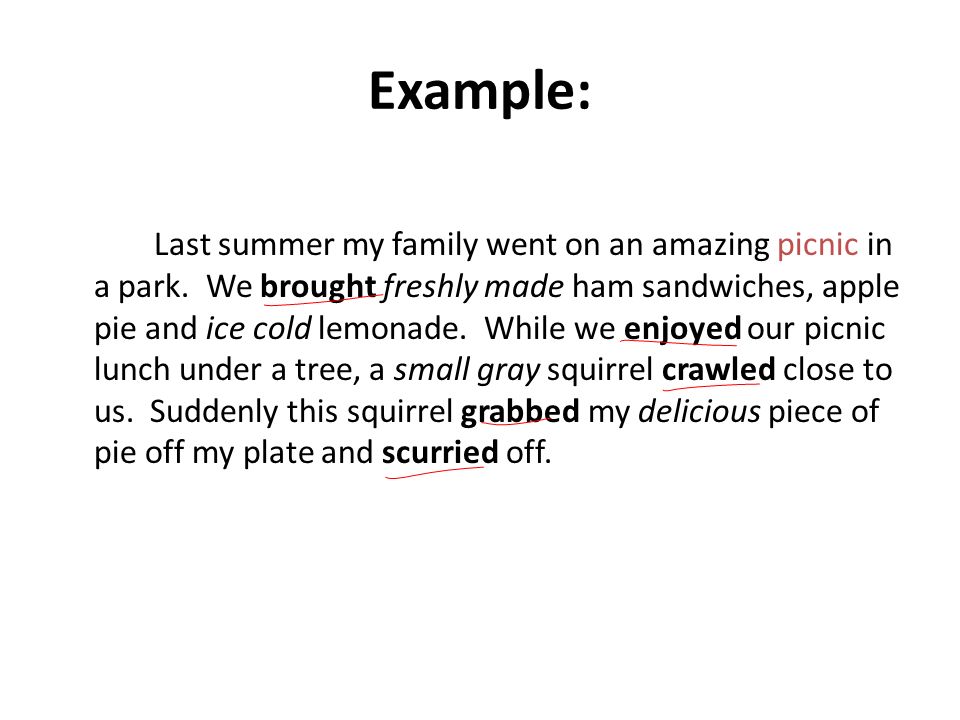 Example:
Last summer my family went on an amazing picnic in
a park.  We brought freshly made ham sandwiches, apple
pie and ice cold lemonade.  While we enjoyed our picnic
lunch under a tree, a small gray squirrel crawled close to
us.  Suddenly this squirrel grabbed my delicious piece of
pie off my plate and scurried off.